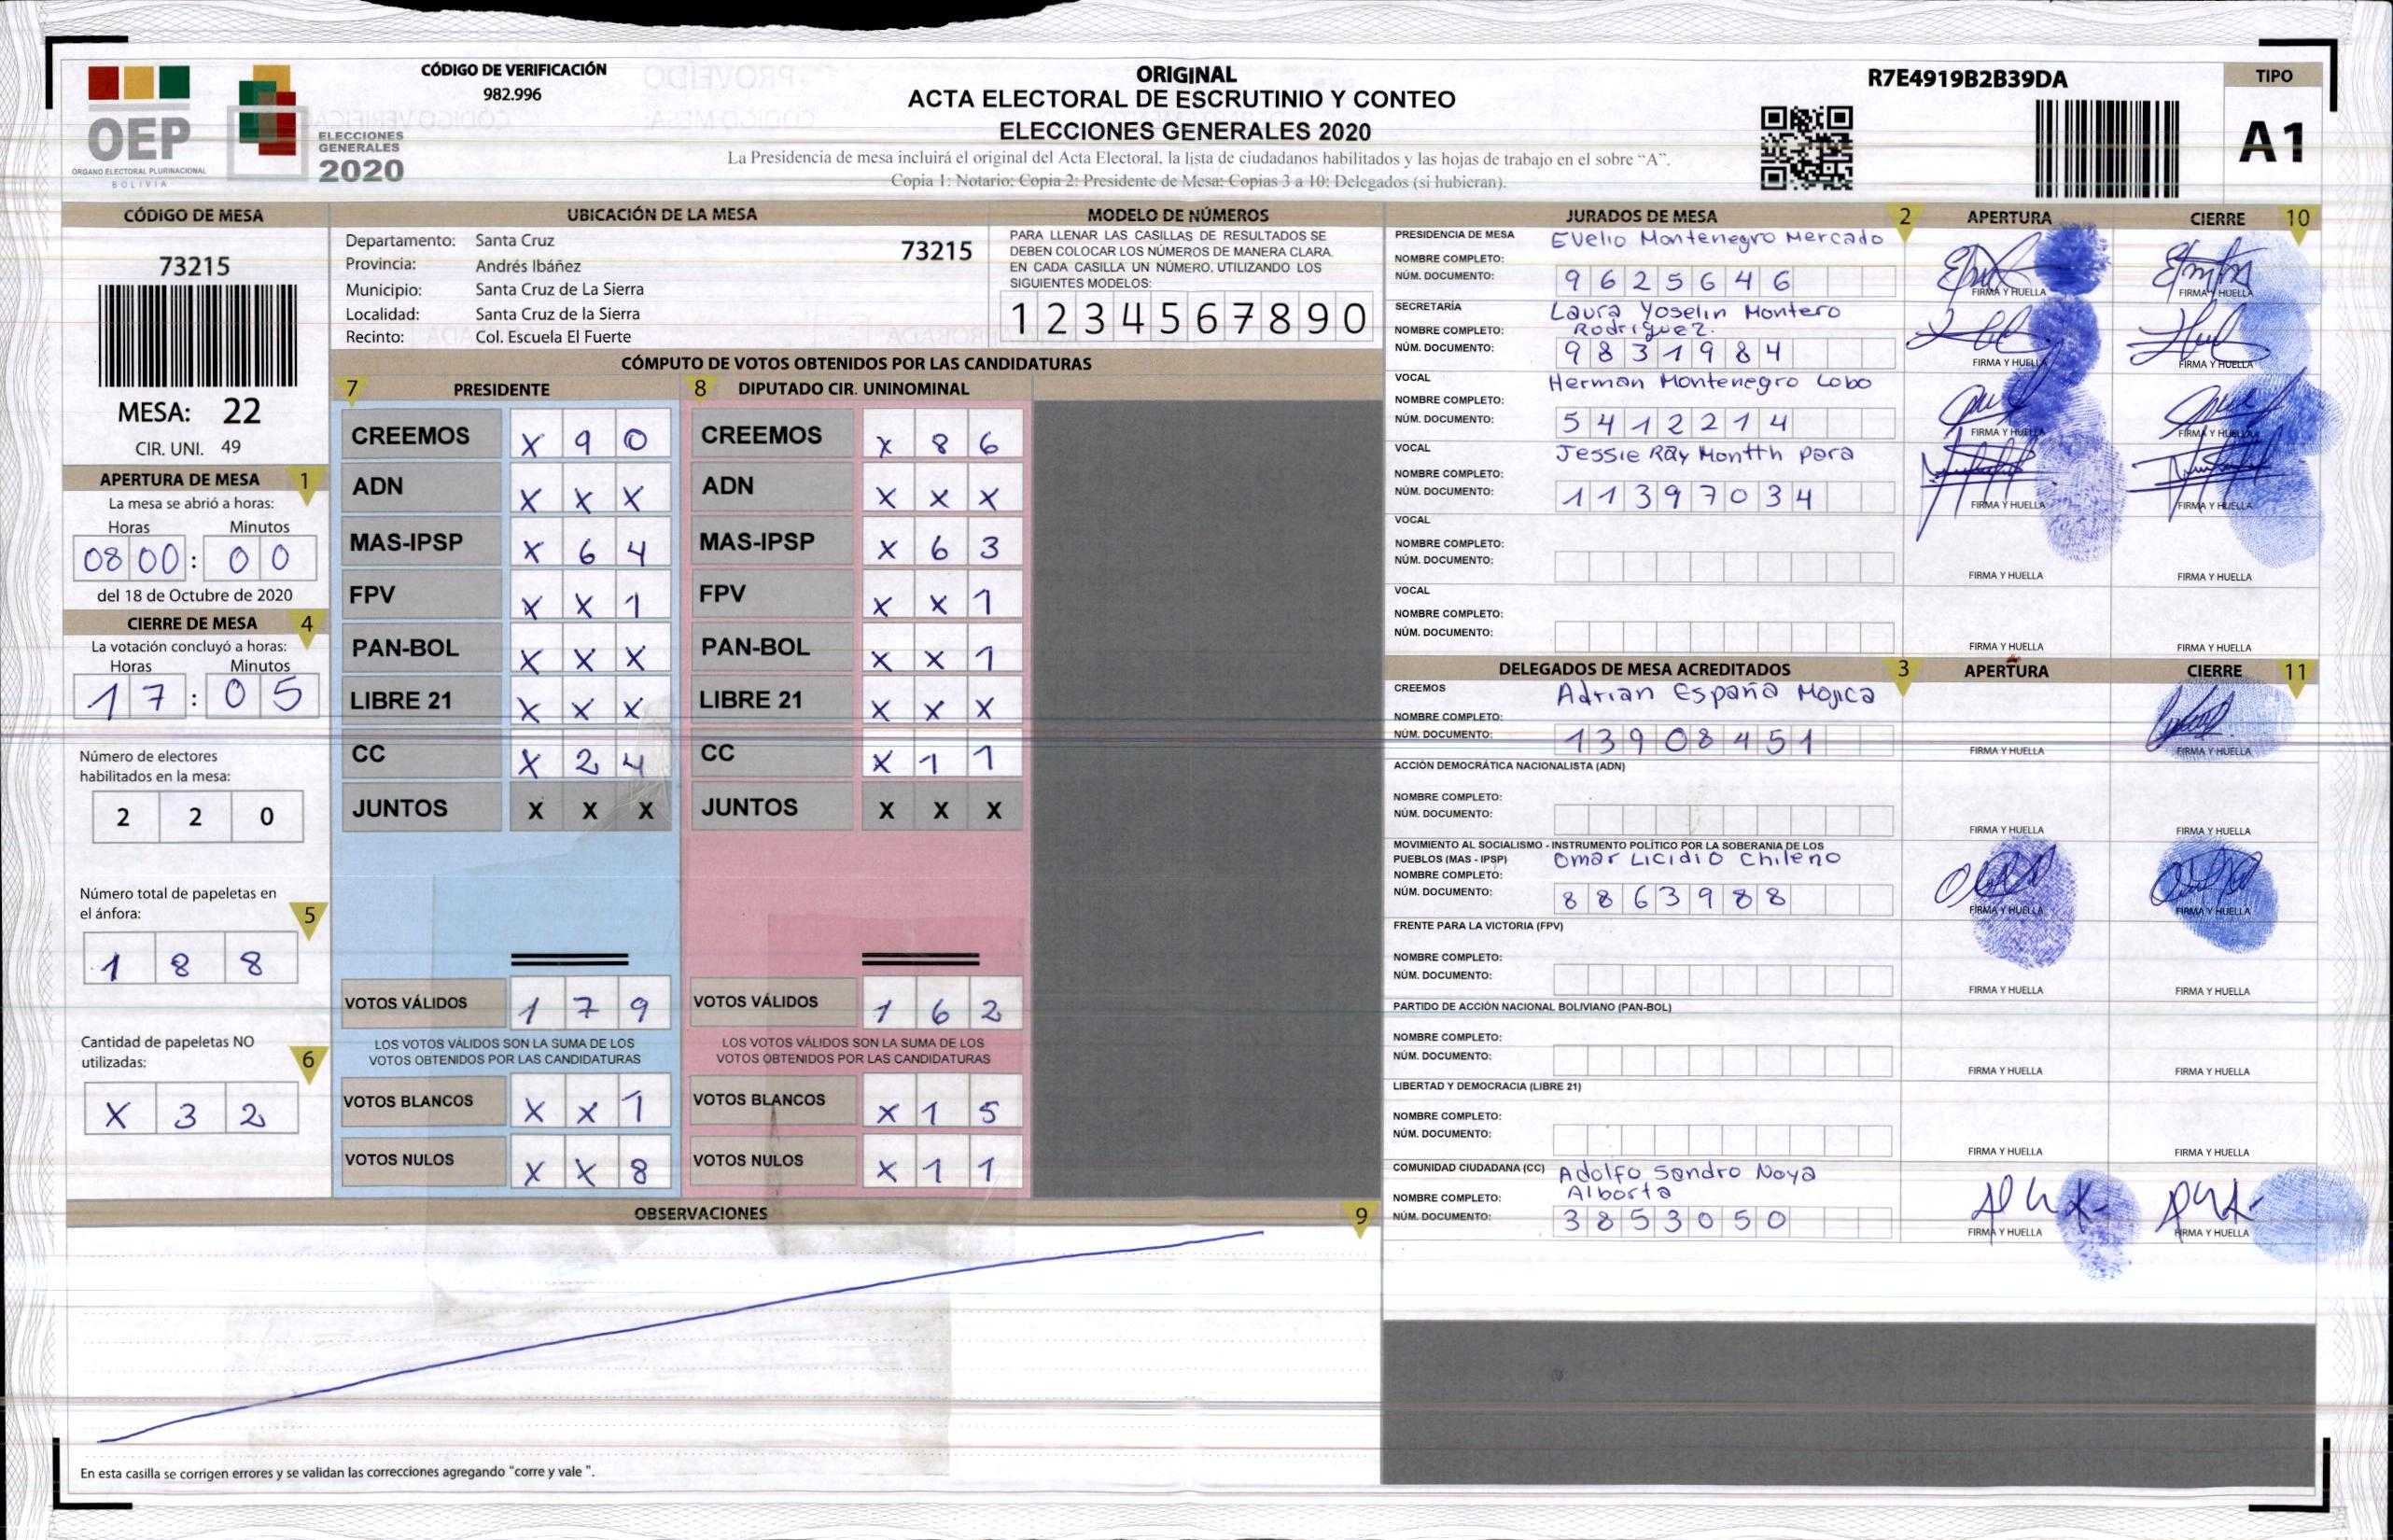 CÓDIGO DE VERIFICACIÓN
982.996
OEP
ÓRGANO ELECTORAL PLURINACIONAL
BOLIVIA
ELECCIONES
GENERALES
2020
ORIGINAL
ACTA ELECTORAL DE ESCRUTINIO Y CONTEO
ELECCIONES GENERALES 2020
La Presidencia de mesa incluirá el original del Acta Electoral, la lista de ciudadanos habilitados y las hojas de trabajo en el sobre “A”.
Copia 1: Notario; Copia 2: Presidente de Mesa; Copias 3 a 10: Delegados (si hubieran).
R7E4919B2B39DA
TIPO
A1
CÓDIGO DE MESA
73215
MESA: 22
CIR. UNI. 49
APERTURA DE MESA 1
La mesa se abrió a horas:
Horas Minutos
08 00 : 0 0
del 18 de Octubre de 2020
CIERRE DE MESA 4
La votación concluyó a horas:
Horas Minutos
1 7 : 0 5
Número de electores
habilitados en la mesa:
2 2 0
Número total de papeletas en
el ánfora: 5
1 8 8
Cantidad de papeletas NO
utilizadas: 6
X 3 2
UBICACIÓN DE LA MESA
Departamento: Santa Cruz 73215
Provincia: Andrés Ibáñez
Municipio: Santa Cruz de La Sierra
Localidad: Santa Cruz de la Sierra
Recinto: Col. Escuela El Fuerte
MODELO DE NÚMEROS
PARA LLENAR LAS CASILLAS DE RESULTADOS SE
DEBEN COLOCAR LOS NÚMEROS DE MANERA CLARA,
EN CADA CASILLA UN NÚMERO, UTILIZANDO LOS
SIGUIENTES MODELOS:
1 2 3 4 5 6 7 8 9 0
CÓMPUTO DE VOTOS OBTENIDOS POR LAS CANDIDATURAS
7 PRESIDENTE
CREEMOS X 9 0
ADN X X X
MAS-IPSP X 6 4
FPV X X 1
PAN-BOL X X X
LIBRE 21 X X X
CC X 2 4
JUNTOS X X X
VOTOS VÁLIDOS 1 7 9
LOS VOTOS VÁLIDOS SON LA SUMA DE LOS
VOTOS OBTENIDOS POR LAS CANDIDATURAS
VOTOS BLANCOS X X 1
VOTOS NULOS X X 8
8 DIPUTADO CIR. UNINOMINAL
CREEMOS X 8 6
ADN X X X
MAS-IPSP X 6 3
FPV X X 1
PAN-BOL X X 1
LIBRE 21 X X X
CC X 1 1
JUNTOS X X X
VOTOS VÁLIDOS 1 6 2
LOS VOTOS VÁLIDOS SON LA SUMA DE LOS
VOTOS OBTENIDOS POR LAS CANDIDATURAS
VOTOS BLANCOS X 1 5
VOTOS NULOS X 1 1
OBSERVACIONES 9
En esta casilla se corrigen errores y se validan las correcciones agregando “corre y vale ”.
JURADOS DE MESA 2 APERTURA CIERRE 10
PRESIDENCIA DE MESA Evelio Montenegro Mercado
NOMBRE COMPLETO:
NÚM. DOCUMENTO: 9 6 2 5 6 4 6
FIRMA Y HUELLA FIRMA Y HUELLA
SECRETARÍA Laura Yoselin Montero
NOMBRE COMPLETO: Rodriguez.
NÚM. DOCUMENTO: 9 8 3 1 9 8 4
FIRMA Y HUELLA FIRMA Y HUELLA
VOCAL Herman Montenegro Lobo
NOMBRE COMPLETO:
NÚM. DOCUMENTO: 5 4 1 2 2 1 4
FIRMA Y HUELLA FIRMA Y HUELLA
VOCAL Jessie Ray Montth para
NOMBRE COMPLETO:
NÚM. DOCUMENTO: 1 1 3 9 7 0 3 4
FIRMA Y HUELLA FIRMA Y HUELLA
VOCAL
NOMBRE COMPLETO:
NÚM. DOCUMENTO:
FIRMA Y HUELLA FIRMA Y HUELLA
VOCAL
NOMBRE COMPLETO:
NÚM. DOCUMENTO:
FIRMA Y HUELLA FIRMA Y HUELLA
DELEGADOS DE MESA ACREDITADOS 3 APERTURA CIERRE 11
CREEMOS Adrian España Mojica
NOMBRE COMPLETO:
NÚM. DOCUMENTO: 1 3 9 0 8 4 5 1
FIRMA Y HUELLA FIRMA Y HUELLA
ACCIÓN DEMOCRÁTICA NACIONALISTA (ADN)
NOMBRE COMPLETO:
NÚM. DOCUMENTO:
FIRMA Y HUELLA FIRMA Y HUELLA
MOVIMIENTO AL SOCIALISMO - INSTRUMENTO POLÍTICO POR LA SOBERANIA DE LOS
PUEBLOS (MAS - IPSP) Omar Licidio Chileno
NOMBRE COMPLETO:
NÚM. DOCUMENTO: 8 8 6 3 9 8 8
FIRMA Y HUELLA FIRMA Y HUELLA
FRENTE PARA LA VICTORIA (FPV)
NOMBRE COMPLETO:
NÚM. DOCUMENTO:
FIRMA Y HUELLA FIRMA Y HUELLA
PARTIDO DE ACCIÓN NACIONAL BOLIVIANO (PAN-BOL)
NOMBRE COMPLETO:
NÚM. DOCUMENTO:
FIRMA Y HUELLA FIRMA Y HUELLA
LIBERTAD Y DEMOCRACIA (LIBRE 21)
NOMBRE COMPLETO:
NÚM. DOCUMENTO:
FIRMA Y HUELLA FIRMA Y HUELLA
COMUNIDAD CIUDADANA (CC) Adolfo Sandro Noya
NOMBRE COMPLETO: Alborta
NÚM. DOCUMENTO: 3 8 5 3 0 5 0
FIRMA Y HUELLA FIRMA Y HUELLA